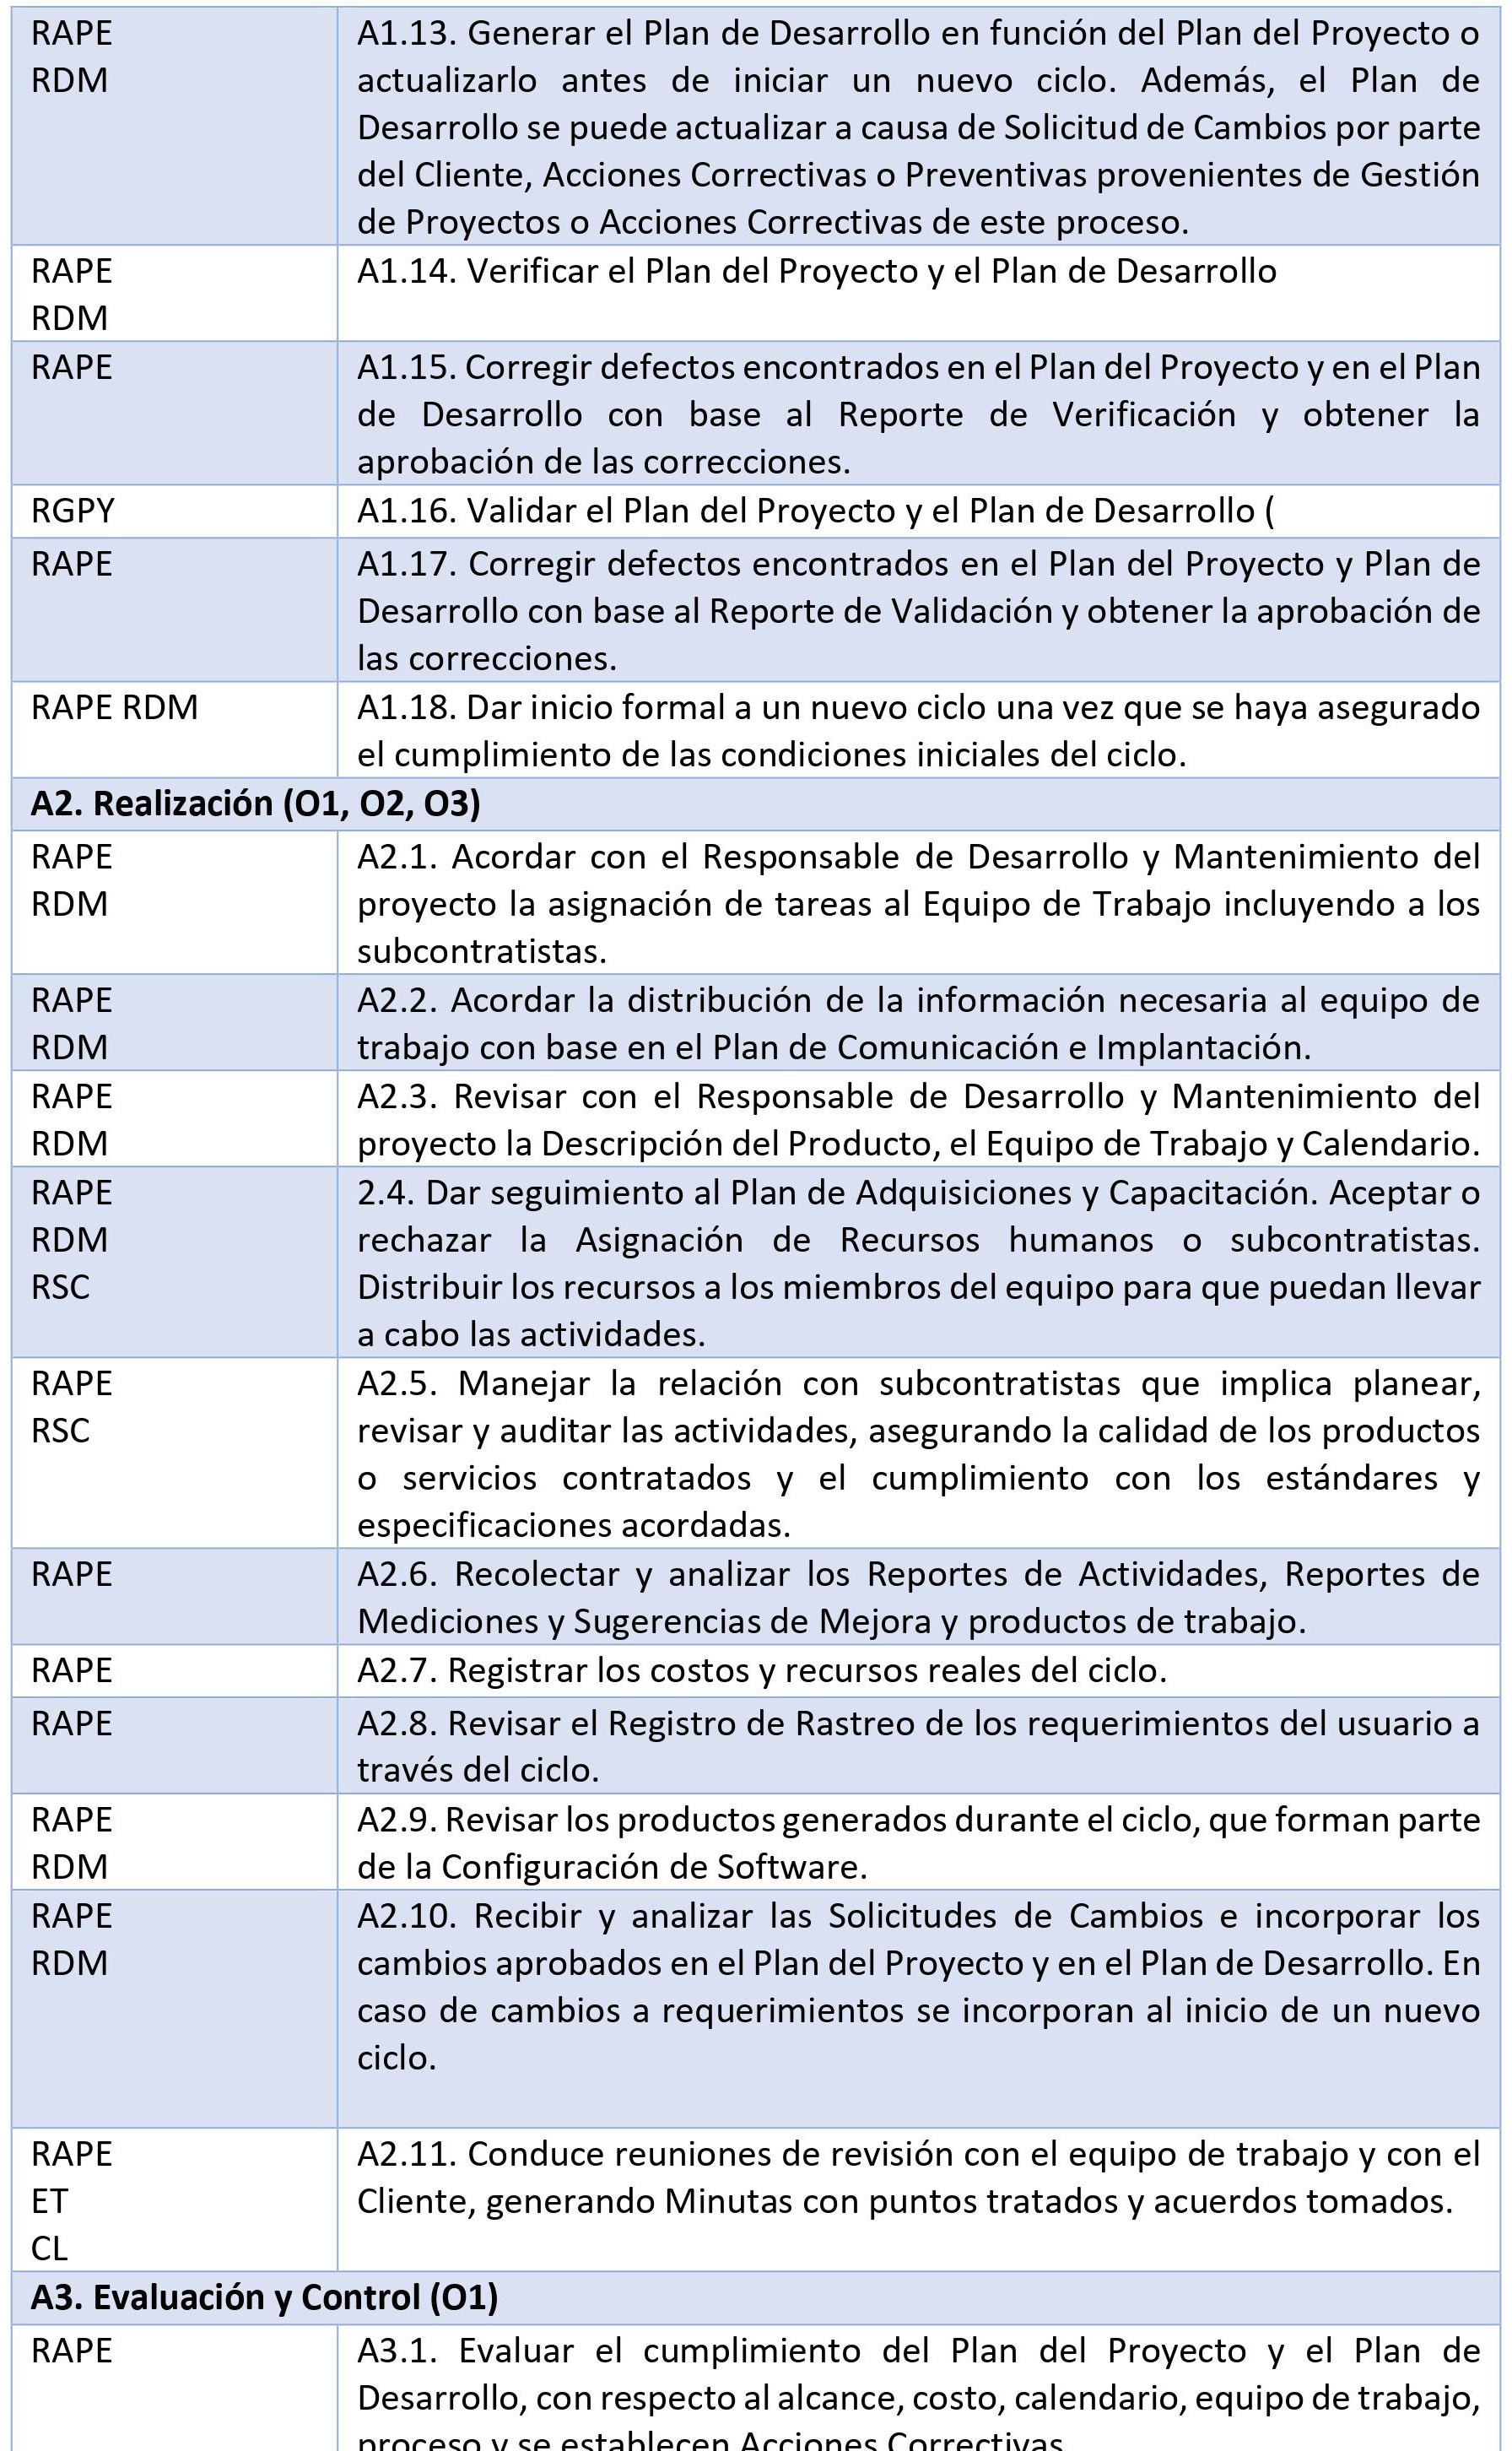 RAPE
RDM
A1.13. Generar el Plan de Desarrollo en función del Plan del Proyecto o
actualizarlo antes de iniciar un nuevo ciclo. Además, el Plan de
Desarrollo se puede actualizar a causa de Solicitud de Cambios por parte
del Cliente, Acciones Correctivas o Preventivas provenientes de Gestión
de Proyectos o Acciones Correctivas de este proceso.
RAPE
RDM
A1.14. Verificar el Plan del Proyecto y el Plan de Desarrollo
RAPE
A1.15. Corregir defectos encontrados en el Plan del Proyecto y en el Plan
de Desarrollo con base al Reporte de Verificación y obtener la
aprobación de las correcciones.
RGPY
A1.16. Validar el Plan del Proyecto y el Plan de Desarrollo (
RAPE
A1.17. Corregir defectos encontrados en el Plan del Proyecto y Plan de
Desarrollo con base al Reporte de Validación y obtener la aprobación de
las correcciones.
RAPE RDM
A1.18. Dar inicio formal a un nuevo ciclo una vez que se haya asegurado
el cumplimiento de las condiciones iniciales del ciclo.
A2. Realización (O1, O2, O3)
RAPE
RDM
A2.1. Acordar con el Responsable de Desarrollo y Mantenimiento del
proyecto la asignación de tareas al Equipo de Trabajo incluyendo a los
subcontratistas.
RAPE
RDM
A2.2. Acordar la distribución de la información necesaria al equipo de
trabajo con base en el Plan de Comunicación e Implantación.
RAPE
RDM
A2.3. Revisar con el Responsable de Desarrollo y Mantenimiento del
proyecto la Descripción del Producto, el Equipo de Trabajo y Calendario.
RAPE
RDM
RSC
2.4. Dar seguimiento al Plan de Adquisiciones y Capacitación. Aceptar o
rechazar la Asignación de Recursos humanos o subcontratistas.
Distribuir los recursos a los miembros del equipo para que puedan llevar
a cabo las actividades.
RAPE
RSC
A2.5. Manejar la relación con subcontratistas que implica planear,
revisar y auditar las actividades, asegurando la calidad de los productos
o servicios contratados y el cumplimiento con los estándares y
especificaciones acordadas.
RAPE
A2.6. Recolectar y analizar los Reportes de Actividades, Reportes de
Mediciones y Sugerencias de Mejora y productos de trabajo.
RAPE
A2.7. Registrar los costos y recursos reales del ciclo.
RAPE
A2.8. Revisar el Registro de Rastreo de los requerimientos del usuario a
través del ciclo.
RAPE
RDM
A2.9. Revisar los productos generados durante el ciclo, que forman parte
de la Configuración de Software.
RAPE
RDM
A2.10. Recibir y analizar las Solicitudes de Cambios e incorporar los
cambios aprobados en el Plan del Proyecto y en el Plan de Desarrollo. En
caso de cambios a requerimientos se incorporan al inicio de un nuevo
ciclo.
RAPE
ET
CL
A2.11. Conduce reuniones de revisión con el equipo de trabajo y con el
Cliente, generando Minutas con puntos tratados y acuerdos tomados.
A3. Evaluación y Control (O1)
RAPE
A3.1. Evaluar el cumplimiento del Plan del Proyecto y el Plan de
Desarrollo, con respecto al alcance, costo, calendario, equipo de trabajo,
proceso y se establecen Acciones Correctivas